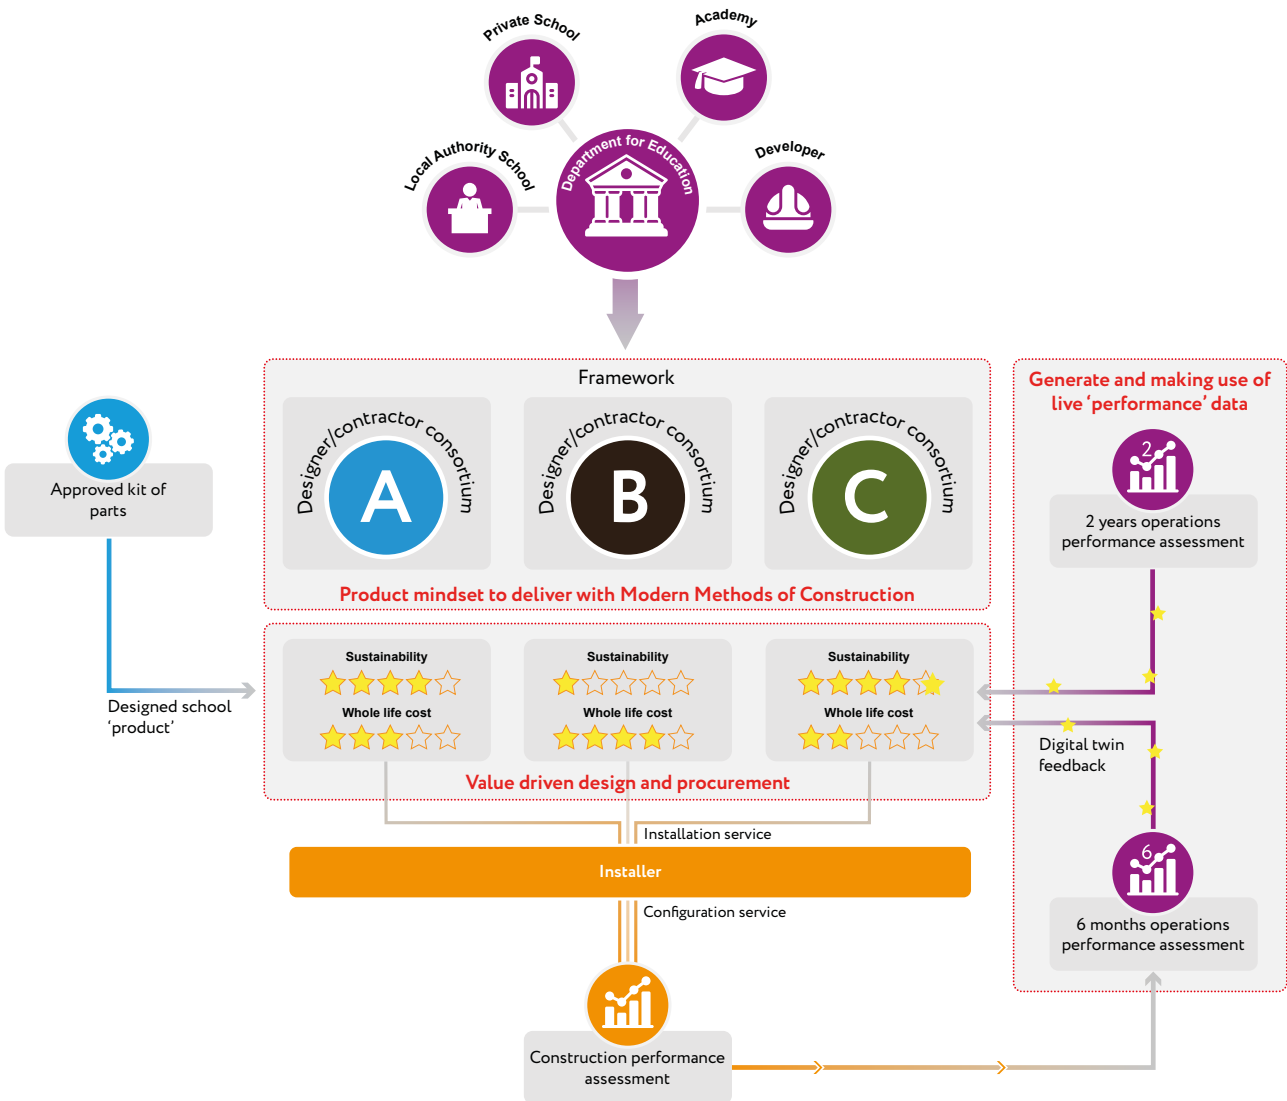 Private School
Academy
Local Authority School
Department for Education
Developer
Framework
Designer/contractor consortium
A
Designer/contractor consortium
B
Designer/contractor consortium
C
Product mindset to deliver with Modern Methods of Construction
Approved kit of
parts
Designed school
‘product’
Sustainability
Whole life cost
Sustainability
Whole life cost
Sustainability
Whole life cost
Value driven design and procurement
Generate and making use of
live ‘performance’ data
2
2 years operations
performance assessment
Digital twin
feedback
6
6 months operations
performance assessment
Installation service
Installer
Configuration service
Construction performance
assessment